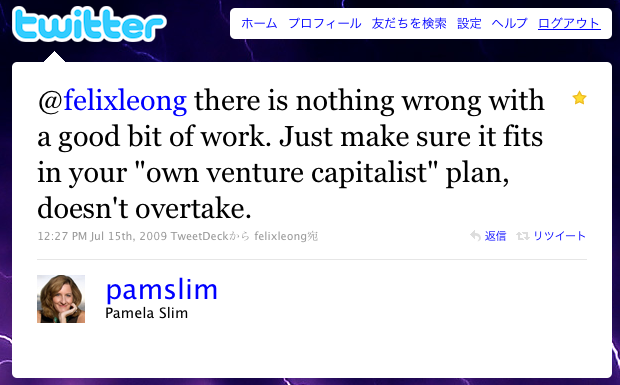 twitter
ホーム プロフィール 友だちを検索 設定 ヘルプ ログアウト
@felixleong there is nothing wrong with
a good bit of work. Just make sure it fits
in your "own venture capitalist" plan,
doesn't overtake.
12:27 PM Jul 15th, 2009 TweetDeckから felixleong宛
返信 リツイート
pamslim
Pamela Slim